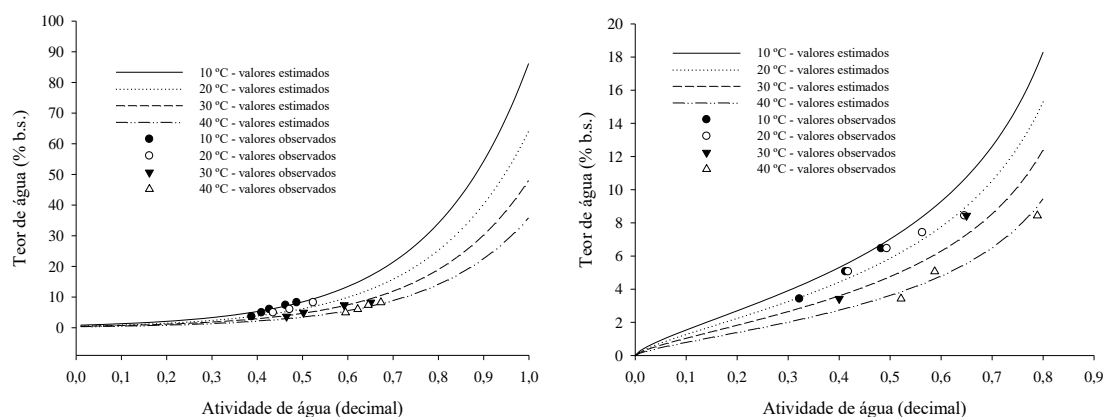 Teor de água (% b.s.)
100
90
80
70
60
50
40
30
20
10
0
10 ºC - valores estimados
20 ºC - valores estimados
30 ºC - valores estimados
40 ºC - valores estimados
10 ºC - valores observados
20 ºC - valores observados
30 ºC - valores observados
40 ºC - valores observados
0,0 0,1 0,2 0,3 0,4 0,5 0,6 0,7 0,8 0,9 1,0
Atividade de água (decimal)
Teor de água (% b.s.)
20
18
16
14
12
10
8
6
4
2
0
10 ºC - valores estimados
20 ºC - valores estimados
30 ºC - valores estimados
40 ºC - valores estimados
10 ºC - valores observados
20 ºC - valores observados
30 ºC - valores observados
40 ºC - valores observados
0,0 0,1 0,2 0,3 0,4 0,5 0,6 0,7 0,8 0,9
Atividade de água (decimal)